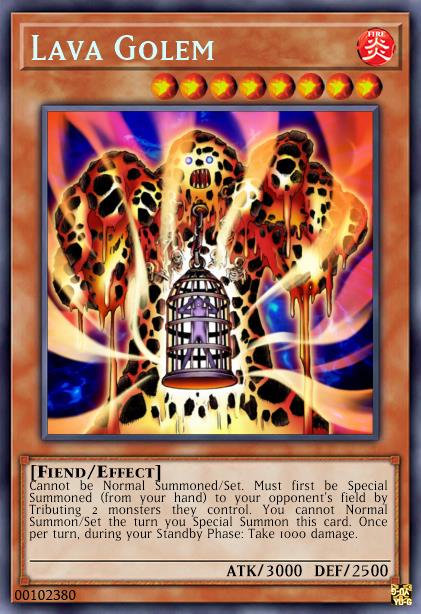 LAVA GOLEM
FIRE
炎
[FIEND/EFFECT]
Cannot be Normal Summoned/Set. Must first be Special
Summoned (from your hand) to your opponent's field by
Tributing 2 monsters they control. You cannot Normal
Summon/Set the turn you Special Summon this card. Once
per turn, during your Standby Phase: Take 1000 damage.
ATK/3000 DEF/2500
00102380